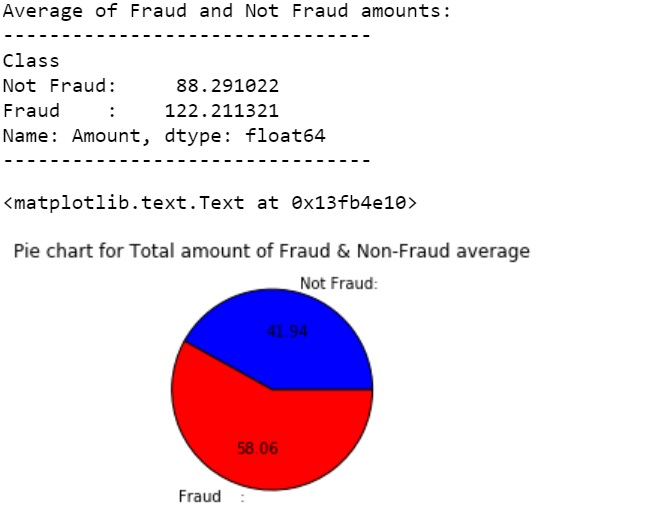 Average of Fraud and Not Fraud amounts:
--------------------------------
Class
Not Fraud:     88.291022
Fraud    :    122.211321
Name: Amount, dtype: float64
--------------------------------
<matplotlib.text.Text at 0x13fb4e10>
Pie chart for Total amount of Fraud & Non-Fraud average
Not Fraud:
41.94
58.06
Fraud    :